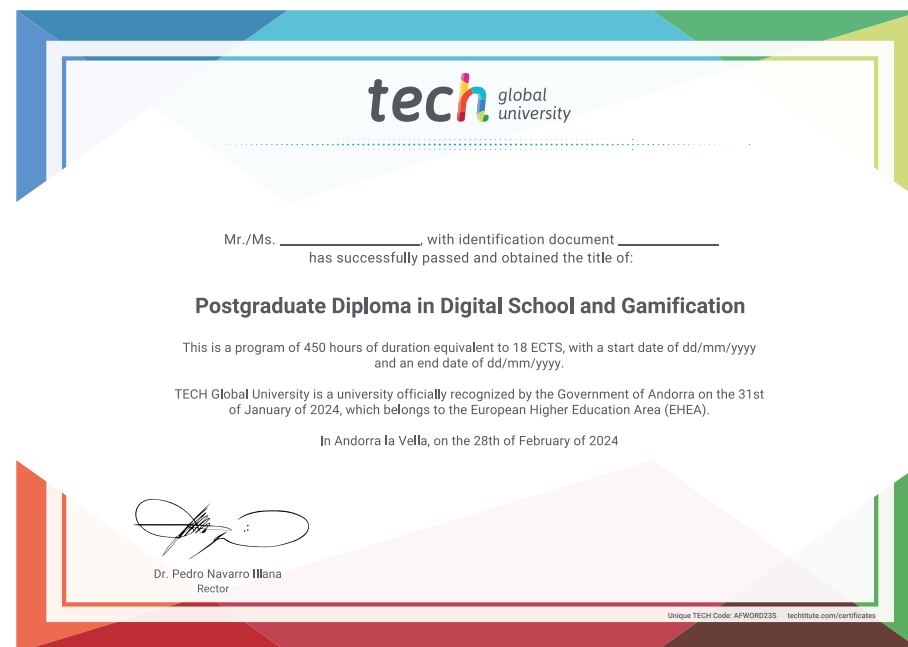 tech global university
Mr./Ms. ____________________, with identification document ______________
has successfully passed and obtained the title of:
Postgraduate Diploma in Digital School and Gamification
This is a program of 450 hours of duration equivalent to 18 ECTS, with a start date of dd/mm/yyyy
and an end date of dd/mm/yyyy.
TECH Global University is a university officially recognized by the Government of Andorra on the 31st
of January of 2024, which belongs to the European Higher Education Area (EHEA).
In Andorra la Vella, on the 28th of February of 2024
Dr. Pedro Navarro Illana
Rector
Unique TECH Code: AFWORD23S techtitute.com/certificates